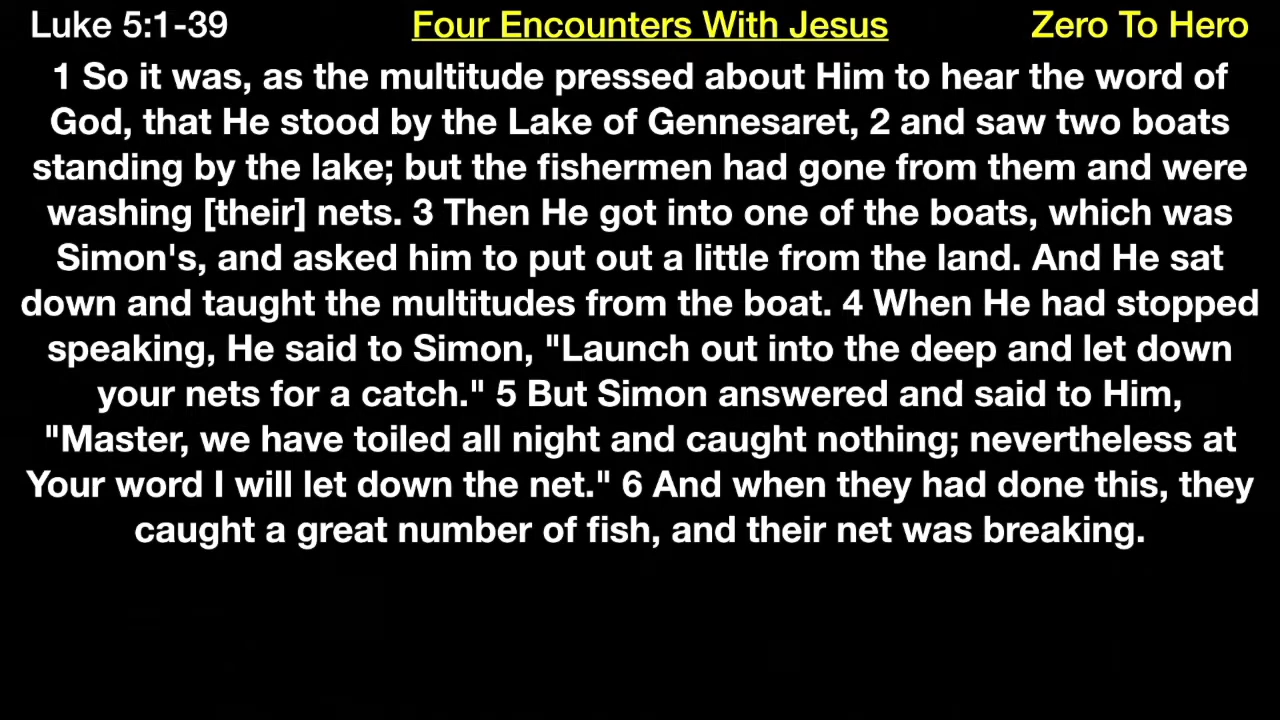 Luke 5:1-39 Four Encounters With Jesus Zero To Hero
1 So it was, as the multitude pressed about Him to hear the word of
God, that He stood by the Lake of Gennesaret, 2 and saw two boats
standing by the lake; but the fishermen had gone from them and were
washing [their] nets. 3 Then He got into one of the boats, which was
Simon's, and asked him to put out a little from the land. And He sat
down and taught the multitudes from the boat. 4 When He had stopped
speaking, He said to Simon, "Launch out into the deep and let down
your nets for a catch." 5 But Simon answered and said to Him,
"Master, we have toiled all night and caught nothing; nevertheless at
Your word I will let down the net." 6 And when they had done this, they
caught a great number of fish, and their net was breaking.